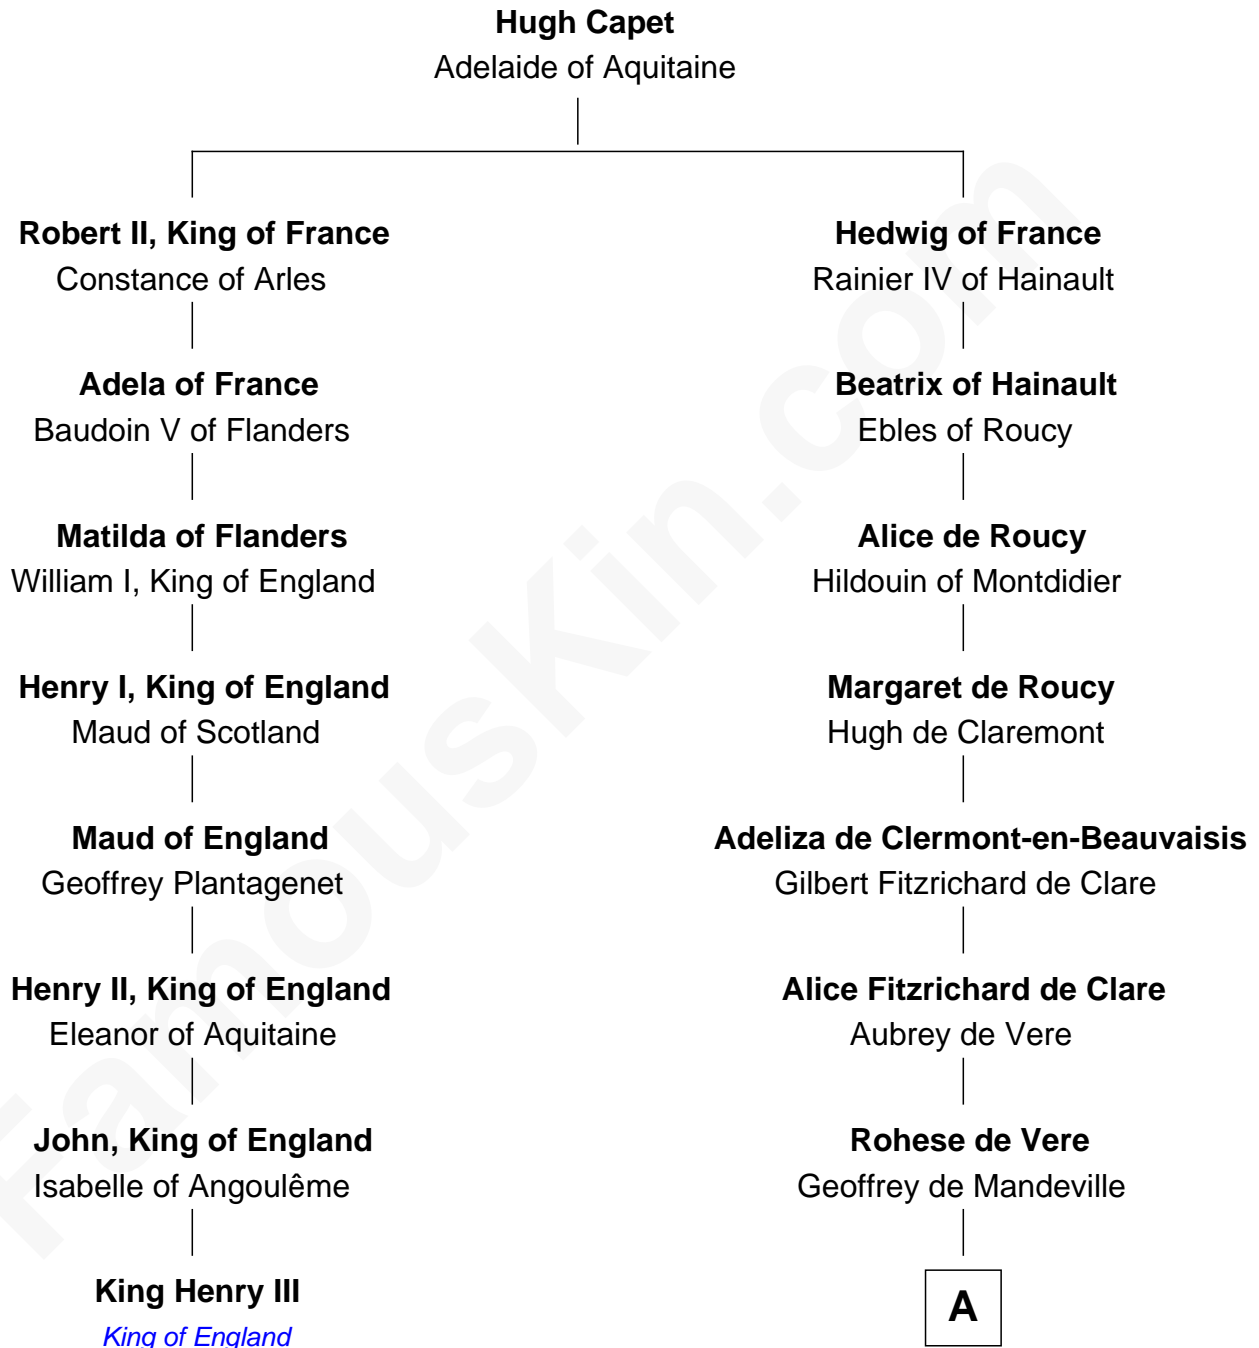 Hugh Capet
Adelaide of Aquitaine
Robert II, King of France
Constance of Arles
Hedwig of France
Rainier IV of Hainault
Adela of France
Baudoin V of Flanders
Beatrix of Hainault
Ebles of Roucy
Matilda of Flanders
William I, King of England
Alice de Roucy
Hildouin of Montdidier
Henry I, King of England
Maud of Scotland
Margaret de Roucy
Hugh de Claremont
Maud of England
Geoffrey Plantagenet
Adeliza de Clermont-en-Beauvaisis
Gilbert Fitzrichard de Clare
Henry II, King of England
Eleanor of Aquitaine
Alice Fitzrichard de Clare
Aubrey de Vere
John, King of England
Isabelle of Angoulême
Rohese de Vere
Geoffrey de Mandeville
King Henry III
King of England
A
FamousKin.com